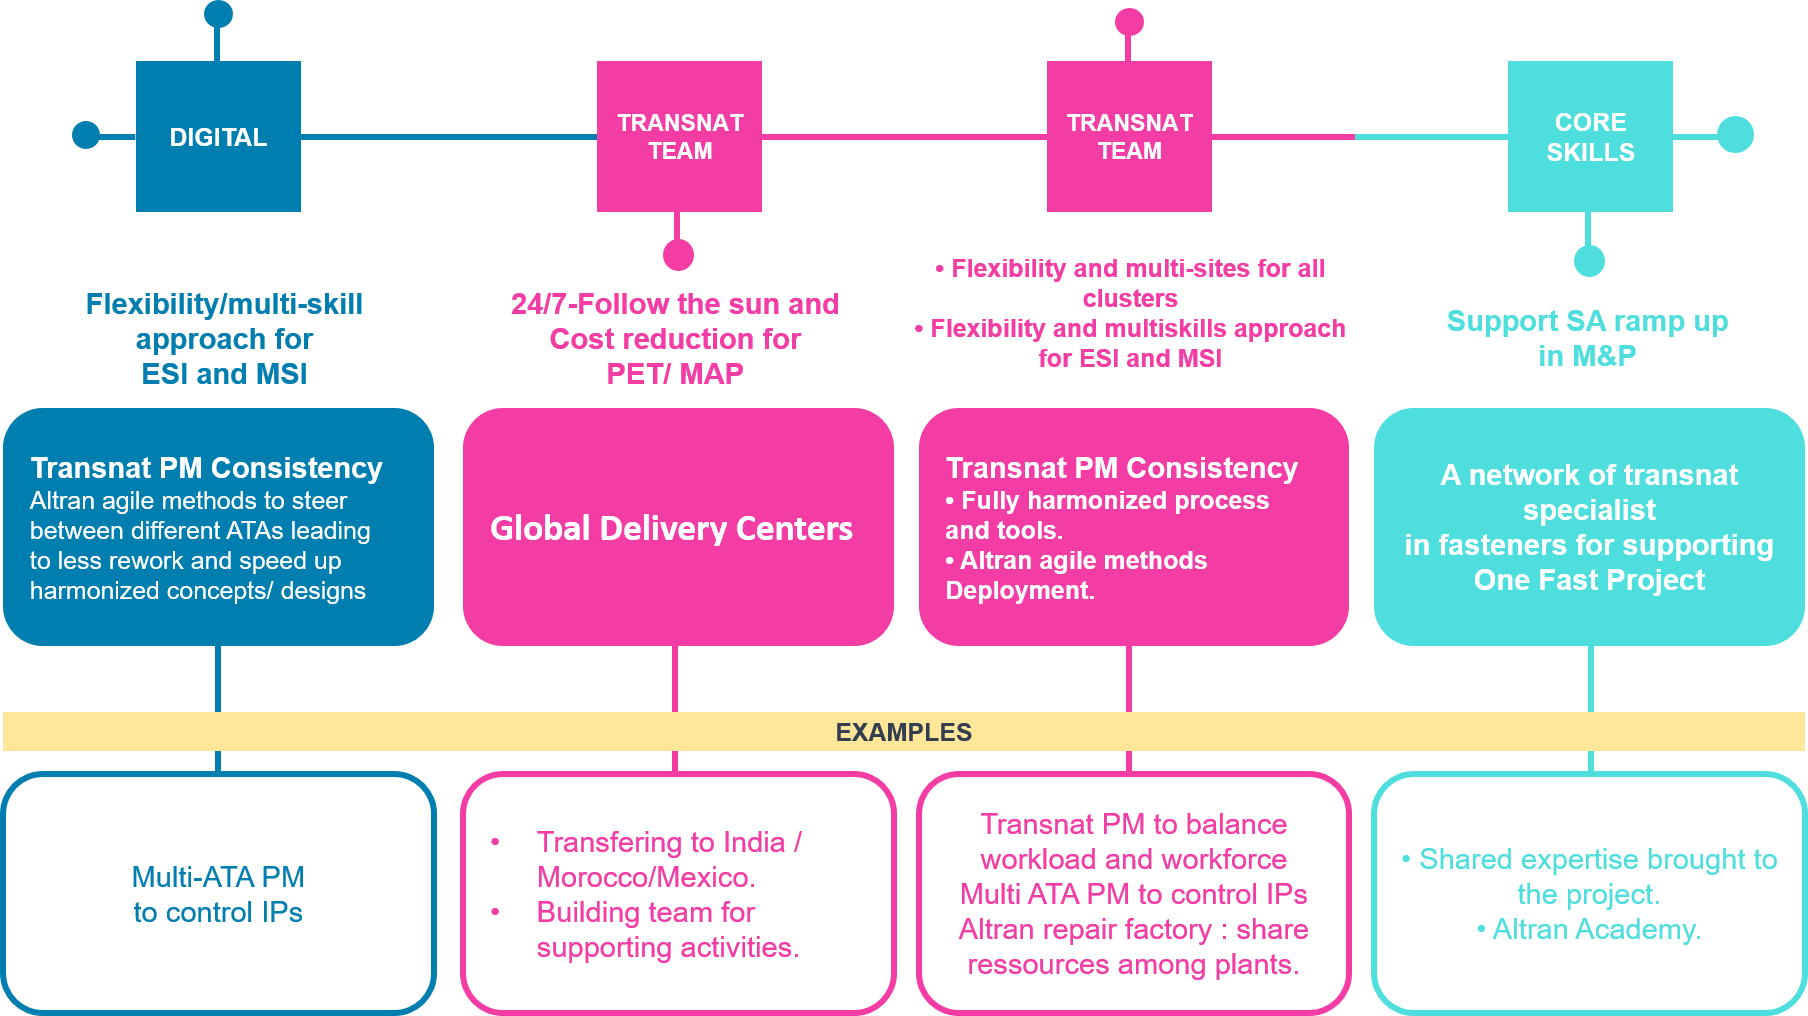 DIGITAL
TRANSNAT
TEAM
TRANSNAT
TEAM
CORE
SKILLS
Flexibility/multi-skill
approach for
ESI and MSI
24/7-Follow the sun and
Cost reduction for
PET/ MAP
• Flexibility and multi-sites for all
clusters
• Flexibility and multiskills approach
for ESI and MSI
Support SA ramp up
in M&P
Transnat PM Consistency
Altran agile methods to steer
between different ATAs leading
to less rework and speed up
harmonized concepts/ designs
Global Delivery Centers
Transnat PM Consistency
• Fully harmonized process
and tools.
• Altran agile methods
Deployment.
A network of transnat
specialist
in fasteners for supporting
One Fast Project
EXAMPLES
Multi-ATA PM
to control IPs
• Transfering to India /
Morocco/Mexico.
• Building team for
supporting activities.
Transnat PM to balance
workload and workforce
Multi ATA PM to control IPs
Altran repair factory : share
ressources among plants.
• Shared expertise brought to
the project.
• Altran Academy.